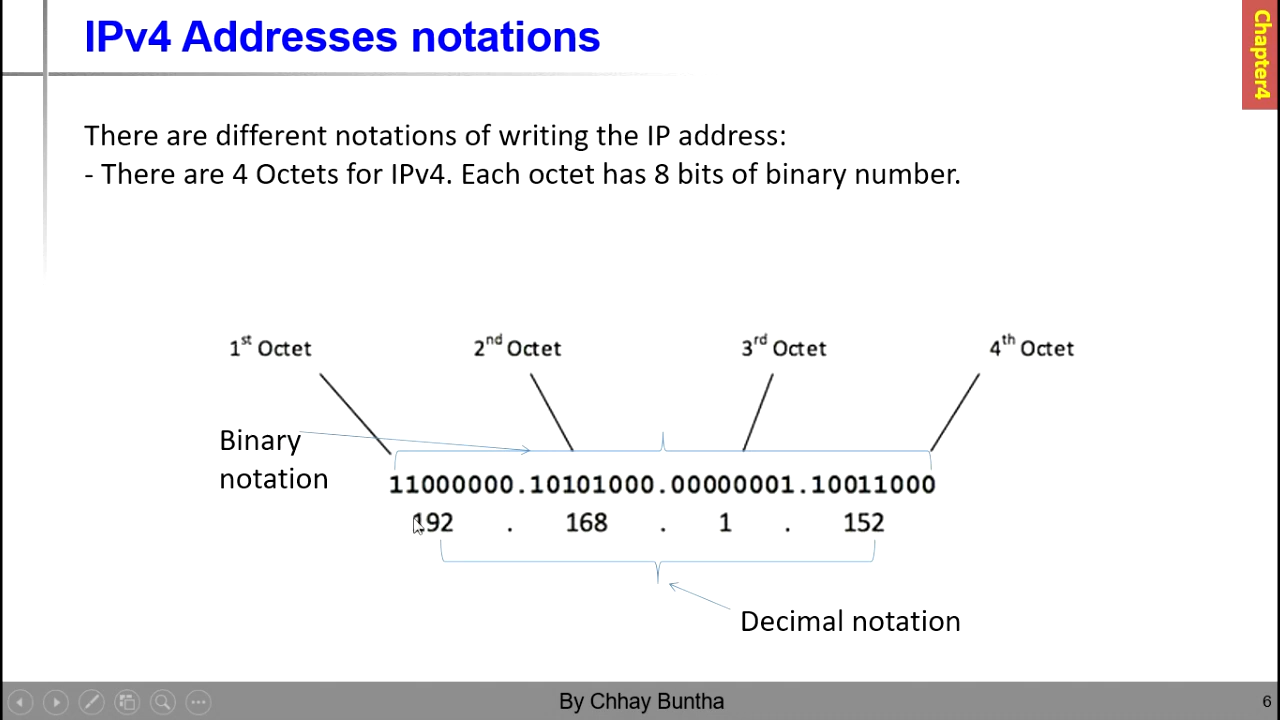 IPv4 Addresses notations
Chapter4
There are different notations of writing the IP address:
- There are 4 Octets for IPv4. Each octet has 8 bits of binary number.
1st Octet 2nd Octet 3rd Octet 4th Octet
Binary
notation
11000000.10101000.00000001.10011000
192 . 168 . 1 . 152
Decimal notation
By Chhay Buntha
6